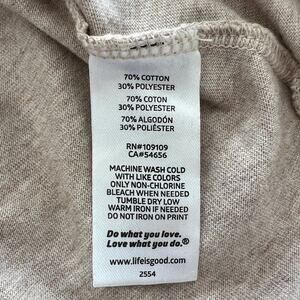 70% COTTON
30% POLYESTER
70% COTON
30% POLYESTER
70% ALGODÓN
30% POLIÉSTER
RN#109109
CA#54656
MACHINE WASH COLD
WITH LIKE COLORS
ONLY NON-CHLORINE
BLEACH WHEN NEEDED
TUMBLE DRY LOW
WARM IRON IF NEEDED
DO NOT IRON ON PRINT
Do what you love.
Love what you do.®
www.lifeisgood.com
2554